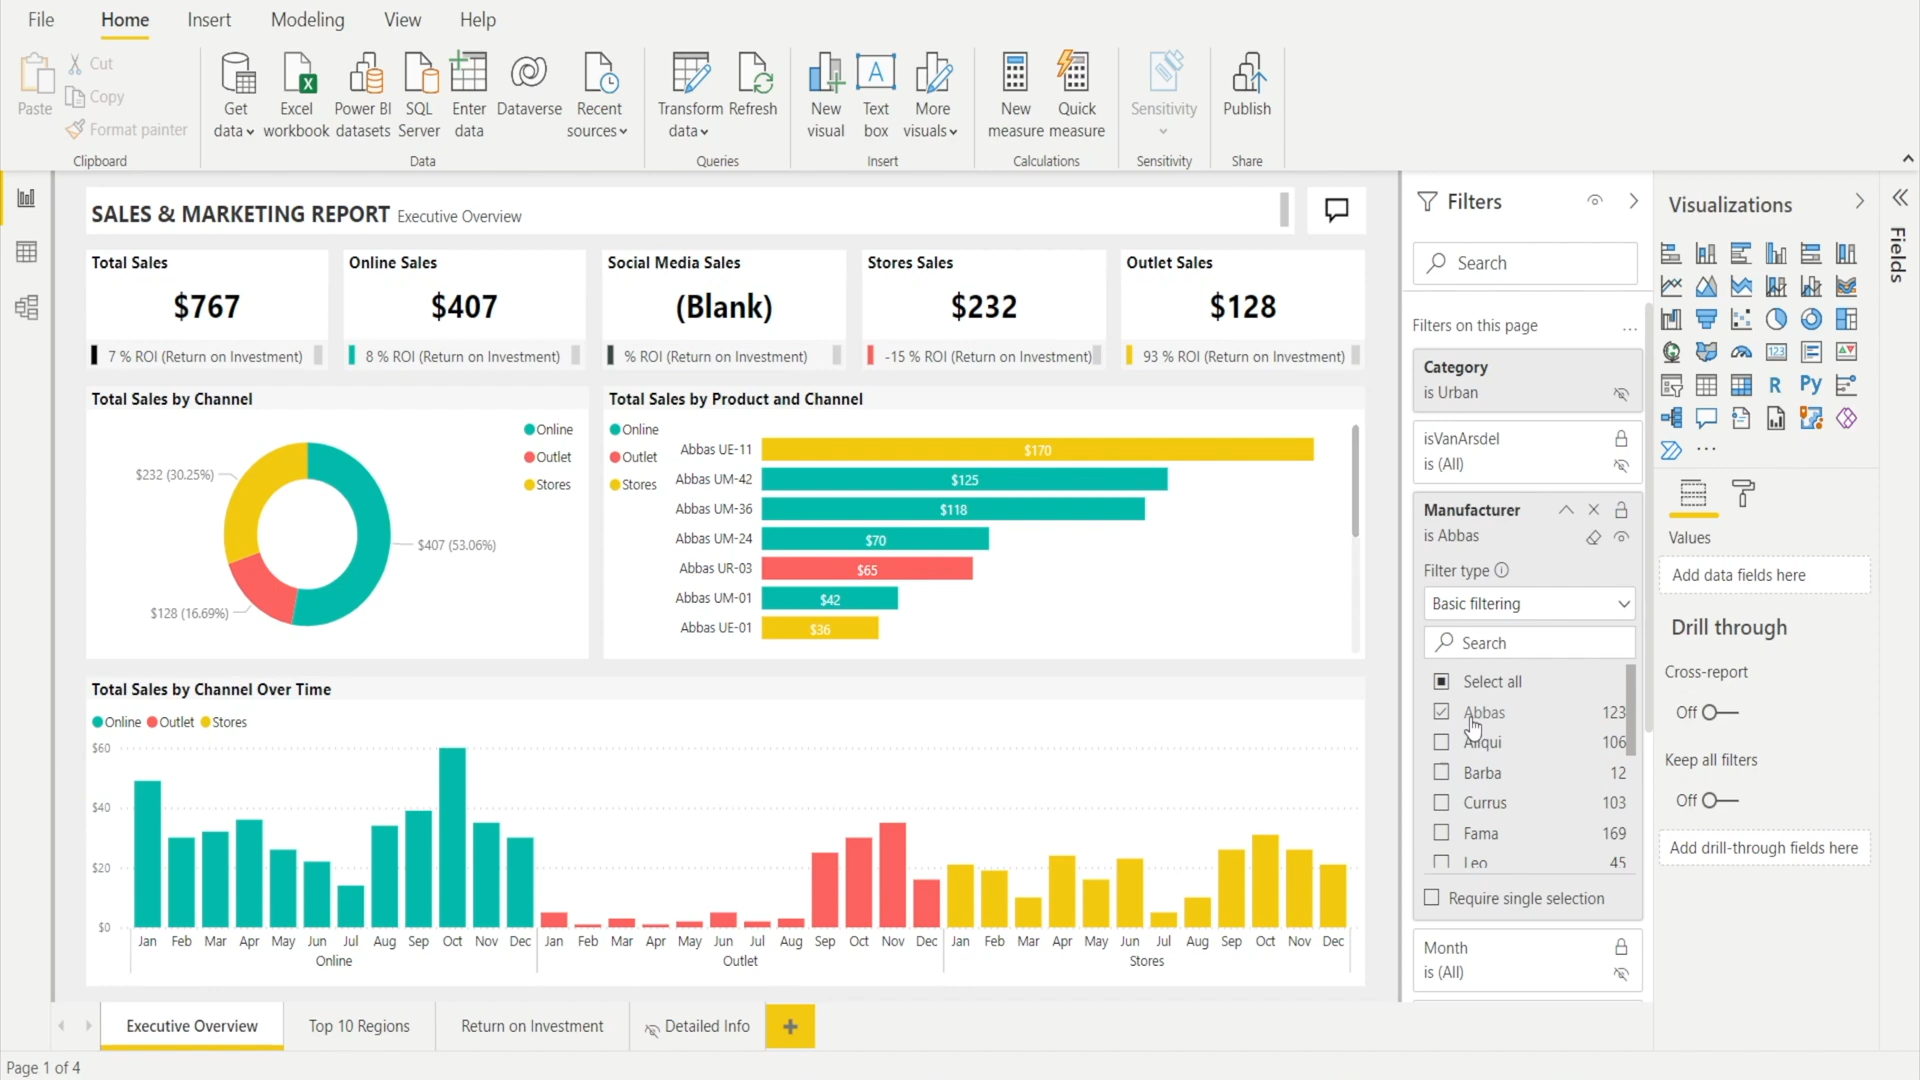 File Home Insert Modeling View Help
Paste
Cut
Copy
Format painter
Clipboard
Get data
Excel workbook
Power BI datasets
SQL Server
Enter data
Dataverse
Recent sources
Data
Transform data
Refresh
Queries
New visual
Text box
More visuals
Insert
New measure
Quick measure
Calculations
Sensitivity
Sensitivity
Publish
Share
SALES & MARKETING REPORT Executive Overview
Total Sales
$767
7 % ROI (Return on Investment)
Online Sales
$407
8 % ROI (Return on Investment)
Social Media Sales
(Blank)
% ROI (Return on Investment)
Stores Sales
$232
-15 % ROI (Return on Investment)
Outlet Sales
$128
93 % ROI (Return on Investment)
Total Sales by Channel
Online
Outlet
Stores
$232 (30.25%)
$407 (53.06%)
$128 (16.69%)
Total Sales by Product and Channel
Online
Outlet
Stores
Abbas UE-11 $170
Abbas UM-42 $125
Abbas UM-36 $118
Abbas UM-24 $70
Abbas UR-03 $65
Abbas UM-01 $42
Abbas UE-01 $36
Total Sales by Channel Over Time
Online Outlet Stores
$60
$40
$20
$0
Jan Feb Mar Apr May Jun Jul Aug Sep Oct Nov Dec Jan Feb Mar Apr May Jun Jul Aug Sep Oct Nov Dec Jan Feb Mar Apr May Jun Jul Aug Sep Oct Nov Dec
Online Outlet Stores
Filters
Search
Filters on this page ...
Category
is Urban
isVanArsdel
is (All)
Manufacturer
is Abbas
Filter type
Basic filtering
Search
Select all
Abbas 123
Aliqui 106
Barba 12
Currus 103
Fama 169
Leo 45
Require single selection
Month
is (All)
Visualizations
123
R
Py
...
Values
Add data fields here
Drill through
Cross-report
Off
Keep all filters
Off
Add drill-through fields here
Fields
Executive Overview Top 10 Regions Return on Investment Detailed Info +
Page 1 of 4